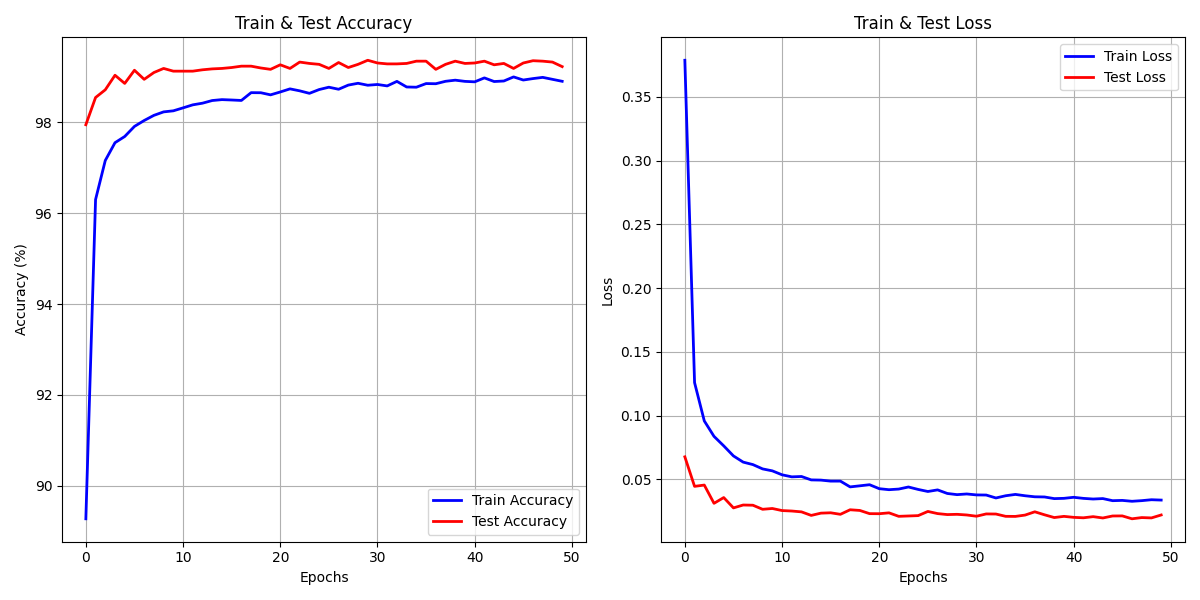 Train & Test Accuracy
Accuracy (%)
98
96
94
92
90
0 10 20 30 40 50
Epochs
Train Accuracy
Test Accuracy
Train & Test Loss
Loss
0.35
0.30
0.25
0.20
0.15
0.10
0.05
0 10 20 30 40 50
Epochs
Train Loss
Test Loss